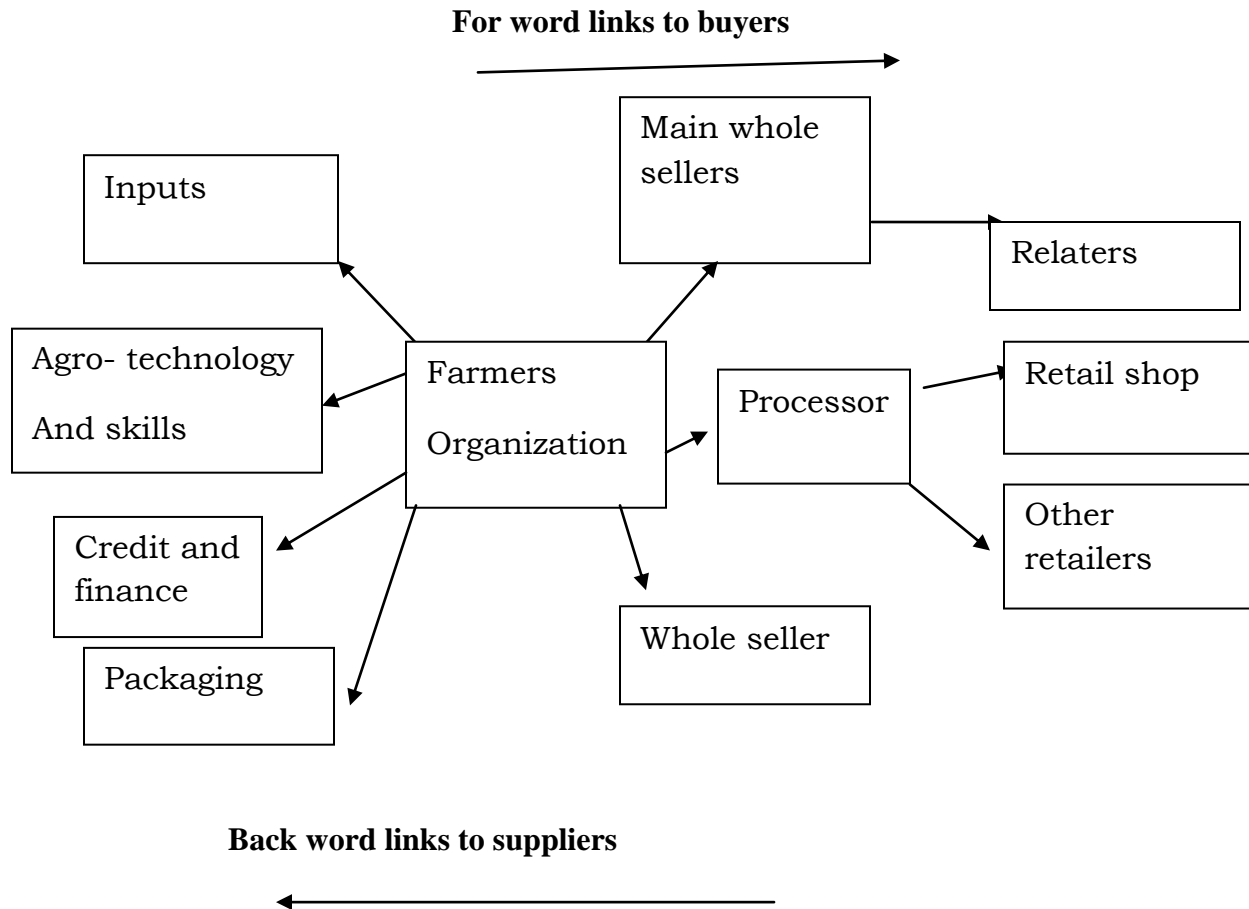 For word links to buyers
Main whole
sellers
Inputs
Relaters
Agro- technology
And skills
Farmers
Organization
Processor
Retail shop
Credit and
finance
Other
retailers
Whole seller
Packaging
Back word links to suppliers